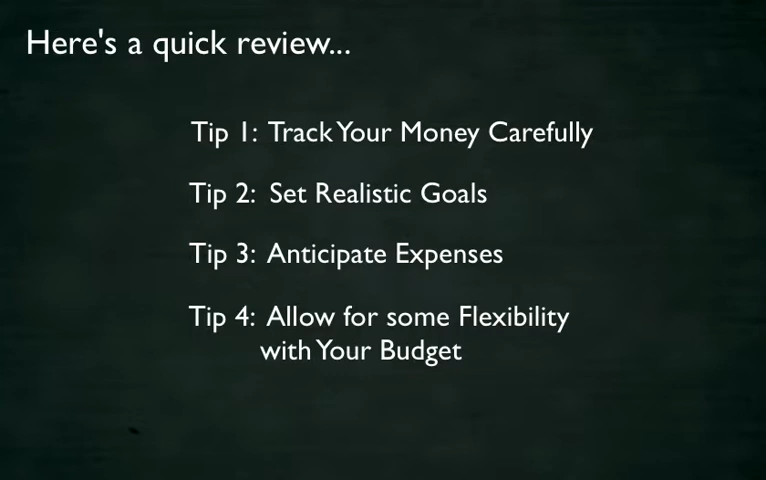 Here's a quick review...
Tip 1: Track Your Money Carefully
Tip 2: Set Realistic Goals
Tip 3: Anticipate Expenses
Tip 4: Allow for some Flexibility
with Your Budget